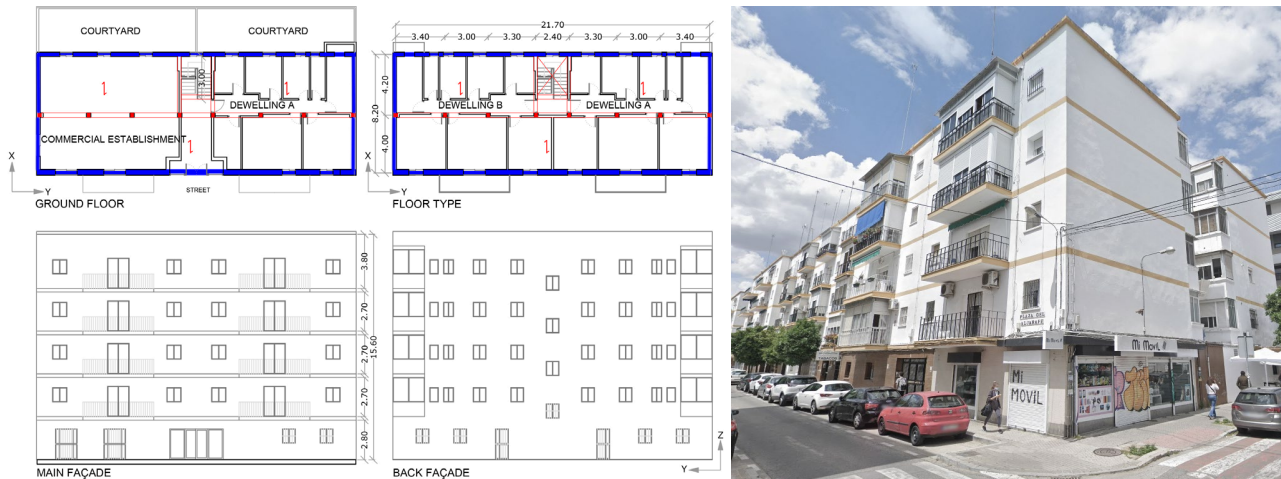 COURTYARD
COURTYARD
3.00
DEWELLING A
COMMERCIAL ESTABLISHMENT
X
Y
STREET
GROUND FLOOR
21.70
3.40 3.00 3.30 2.40 3.30 3.00 3.40
4.20
8.20
4.00
DEWELLING B
DEWELLING A
X
Y
FLOOR TYPE
3.80
2.70
2.70
2.70
2.80
15.60
MAIN FAÇADE
Z
Y
BACK FAÇADE
PLAZA DEL
Mi Movil
MI
MOVIL